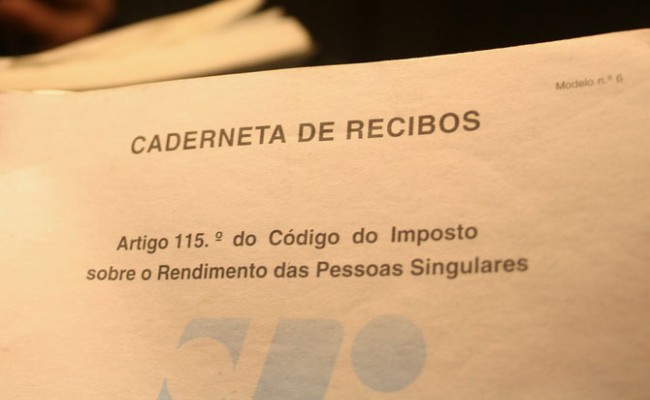 Modelo n.º 6
CADERNETA DE RECIBOS
Artigo 115.º do Código do Imposto
sobre o Rendimento das Pessoas Singulares